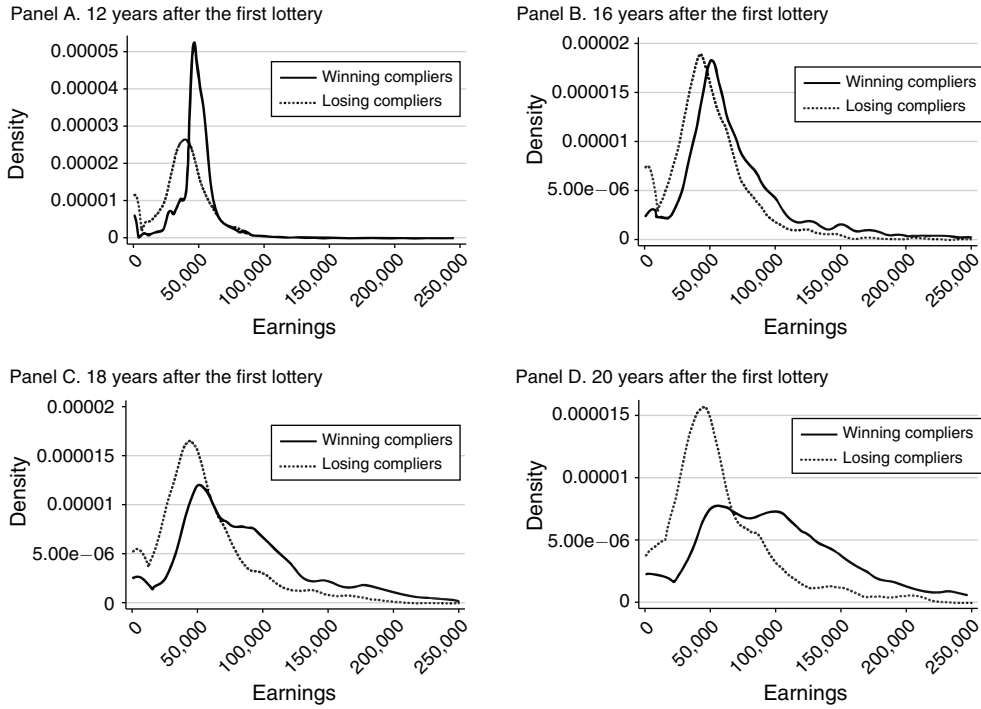 Panel A. 12 years after the first lottery
0.00005
0.00004
0.00003
0.00002
0.00001
0
Density
Winning compliers
Losing compliers
0
50,000
100,000
150,000
200,000
250,000
Earnings
Panel B. 16 years after the first lottery
0.00002
0.000015
0.00001
5.00e−06
0
Density
Winning compliers
Losing compliers
0
50,000
100,000
150,000
200,000
250,000
Earnings
Panel C. 18 years after the first lottery
0.00002
0.000015
0.00001
5.00e−06
0
Density
Winning compliers
Losing compliers
0
50,000
100,000
150,000
200,000
250,000
Earnings
Panel D. 20 years after the first lottery
0.000015
0.00001
5.00e−06
0
Density
Winning compliers
Losing compliers
0
50,000
100,000
150,000
200,000
250,000
Earnings